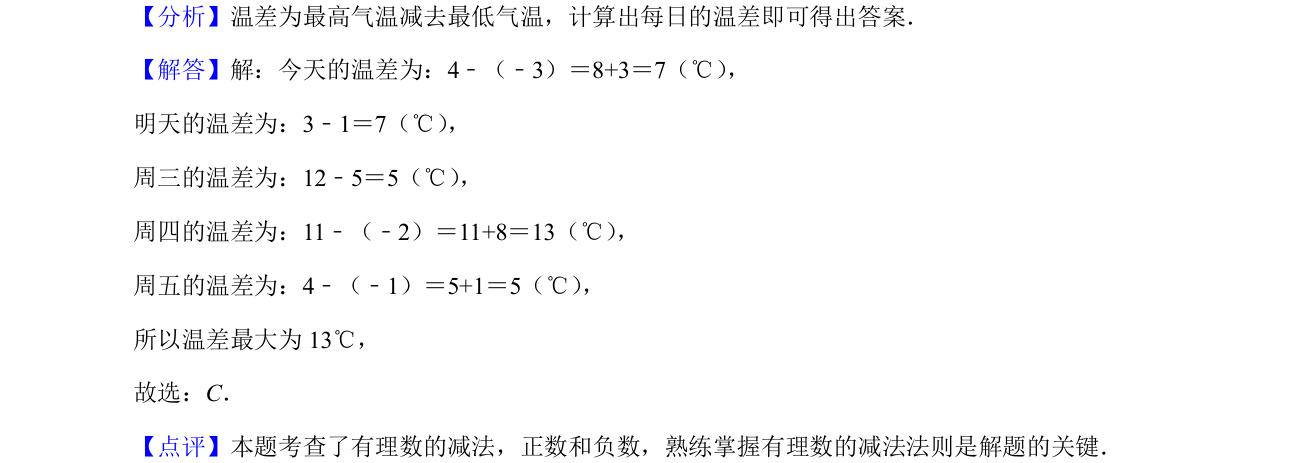 【分析】温差为最高气温减去最低气温，计算出每日的温差即可得出答案．
【解答】解：今天的温差为：4﹣（﹣3）＝8+3＝7（℃），
明天的温差为：3﹣1＝7（℃），
周三的温差为：12﹣5＝5（℃），
周四的温差为：11﹣（﹣2）＝11+8＝13（℃），
周五的温差为：4﹣（﹣1）＝5+1＝5（℃），
所以温差最大为 13℃，
故选：C．
【点评】本题考查了有理数的减法，正数和负数，熟练掌握有理数的减法法则是解题的关键．